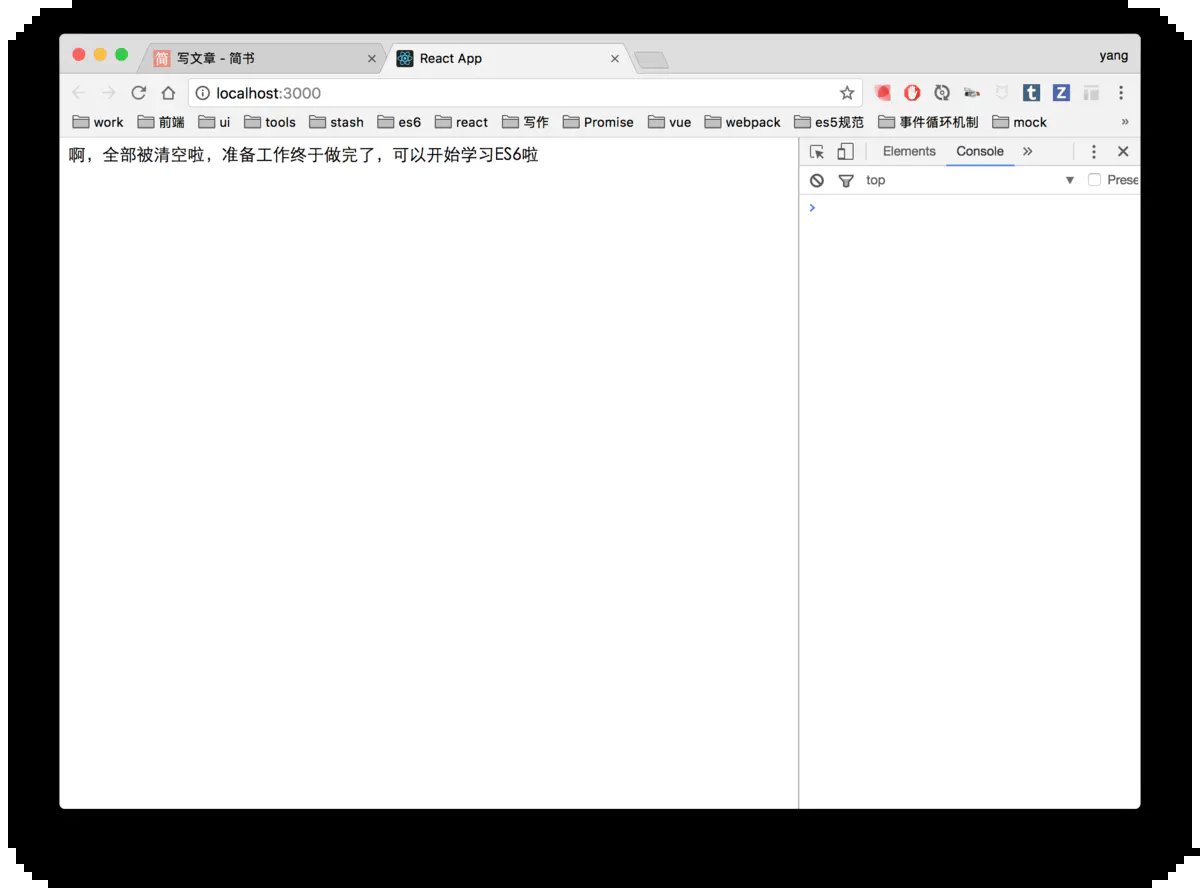 简 写文章 - 简书 React App yang
localhost:3000 t Z
work 前端 ui tools stash es6 react 写作 Promise vue webpack es5规范 事件循环机制 mock »
啊，全部被清空啦，准备工作终于做完了，可以开始学习ES6啦
Elements Console »
top Prese